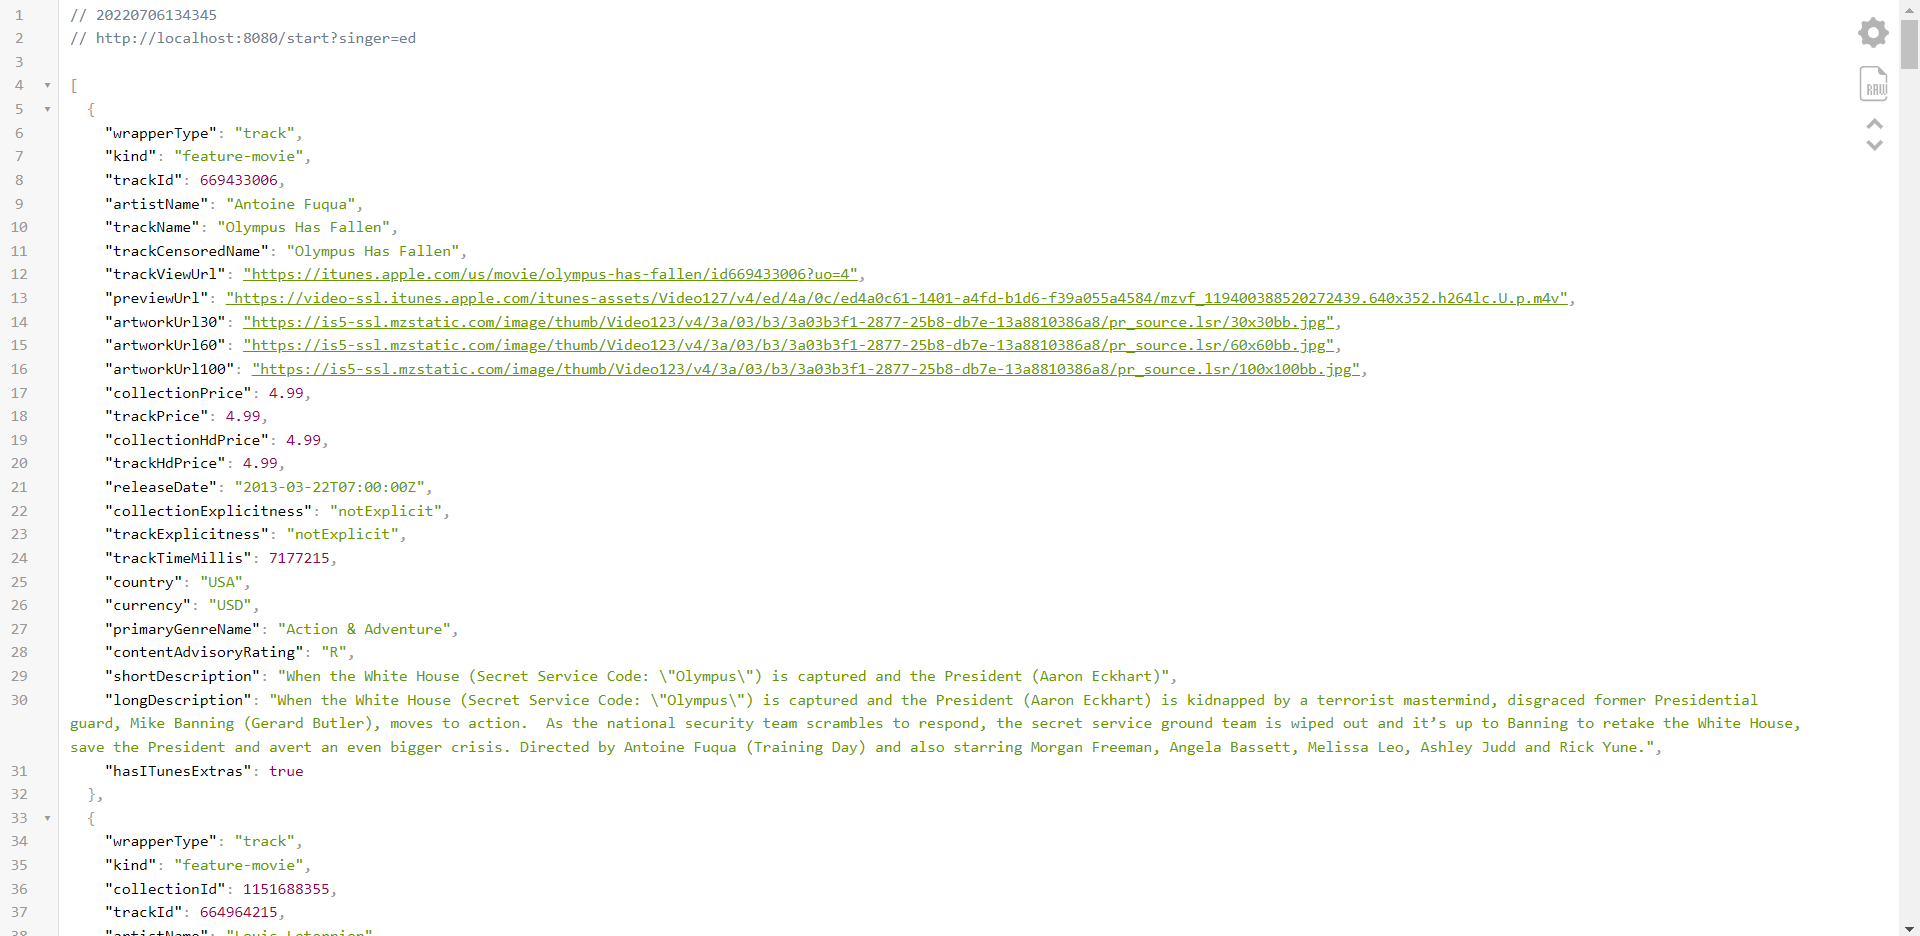 1 // 20220706134345
2 // http://localhost:8080/start?singer=ed
3
4 [
5 {
6 "wrapperType": "track",
7 "kind": "feature-movie",
8 "trackId": 669433006,
9 "artistName": "Antoine Fuqua",
10 "trackName": "Olympus Has Fallen",
11 "trackCensoredName": "Olympus Has Fallen",
12 "trackViewUrl": "https://itunes.apple.com/us/movie/olympus-has-fallen/id669433006?uo=4",
13 "previewUrl": "https://video-ssl.itunes.apple.com/itunes-assets/Video127/v4/ed/4a/0c/ed4a0c61-1401-a4fd-b1d6-f39a055a4584/mzvf_119400388520272439.640x352.h264lc.U.p.m4v",
14 "artworkUrl30": "https://is5-ssl.mzstatic.com/image/thumb/Video123/v4/3a/03/b3/3a03b3f1-2877-25b8-db7e-13a8810386a8/pr_source.lsr/30x30bb.jpg",
15 "artworkUrl60": "https://is5-ssl.mzstatic.com/image/thumb/Video123/v4/3a/03/b3/3a03b3f1-2877-25b8-db7e-13a8810386a8/pr_source.lsr/60x60bb.jpg",
16 "artworkUrl100": "https://is5-ssl.mzstatic.com/image/thumb/Video123/v4/3a/03/b3/3a03b3f1-2877-25b8-db7e-13a8810386a8/pr_source.lsr/100x100bb.jpg",
17 "collectionPrice": 4.99,
18 "trackPrice": 4.99,
19 "collectionHdPrice": 4.99,
20 "trackHdPrice": 4.99,
21 "releaseDate": "2013-03-22T07:00:00Z",
22 "collectionExplicitness": "notExplicit",
23 "trackExplicitness": "notExplicit",
24 "trackTimeMillis": 7177215,
25 "country": "USA",
26 "currency": "USD",
27 "primaryGenreName": "Action & Adventure",
28 "contentAdvisoryRating": "R",
29 "shortDescription": "When the White House (Secret Service Code: \"Olympus\") is captured and the President (Aaron Eckhart)",
30 "longDescription": "When the White House (Secret Service Code: \"Olympus\") is captured and the President (Aaron Eckhart) is kidnapped by a terrorist mastermind, disgraced former Presidential
guard, Mike Banning (Gerard Butler), moves to action.  As the national security team scrambles to respond, the secret service ground team is wiped out and it’s up to Banning to retake the White House,
save the President and avert an even bigger crisis. Directed by Antoine Fuqua (Training Day) and also starring Morgan Freeman, Angela Bassett, Melissa Leo, Ashley Judd and Rick Yune.",
31 "hasITunesExtras": true
32 },
33 {
34 "wrapperType": "track",
35 "kind": "feature-movie",
36 "collectionId": 1151688355,
37 "trackId": 664964215,
38 "artistName": "Louis Leterrier"
RAW